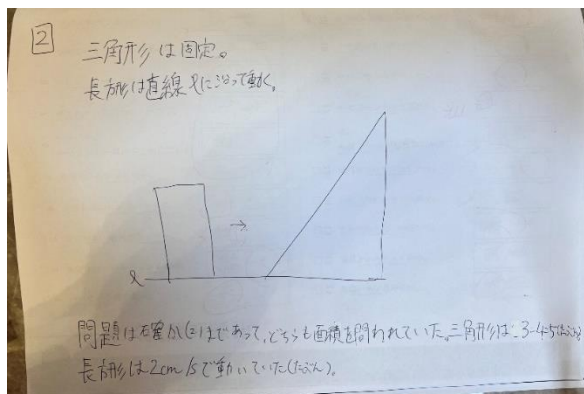 2
三角形は固定。
長方形は直線ℓに沿って動く。
→
ℓ
問題は確か(2)まであって、どちらも面積を問われていた。三角形は3-4-5(たぶん)
長方形は2cm/sで動いていた(たぶん)。